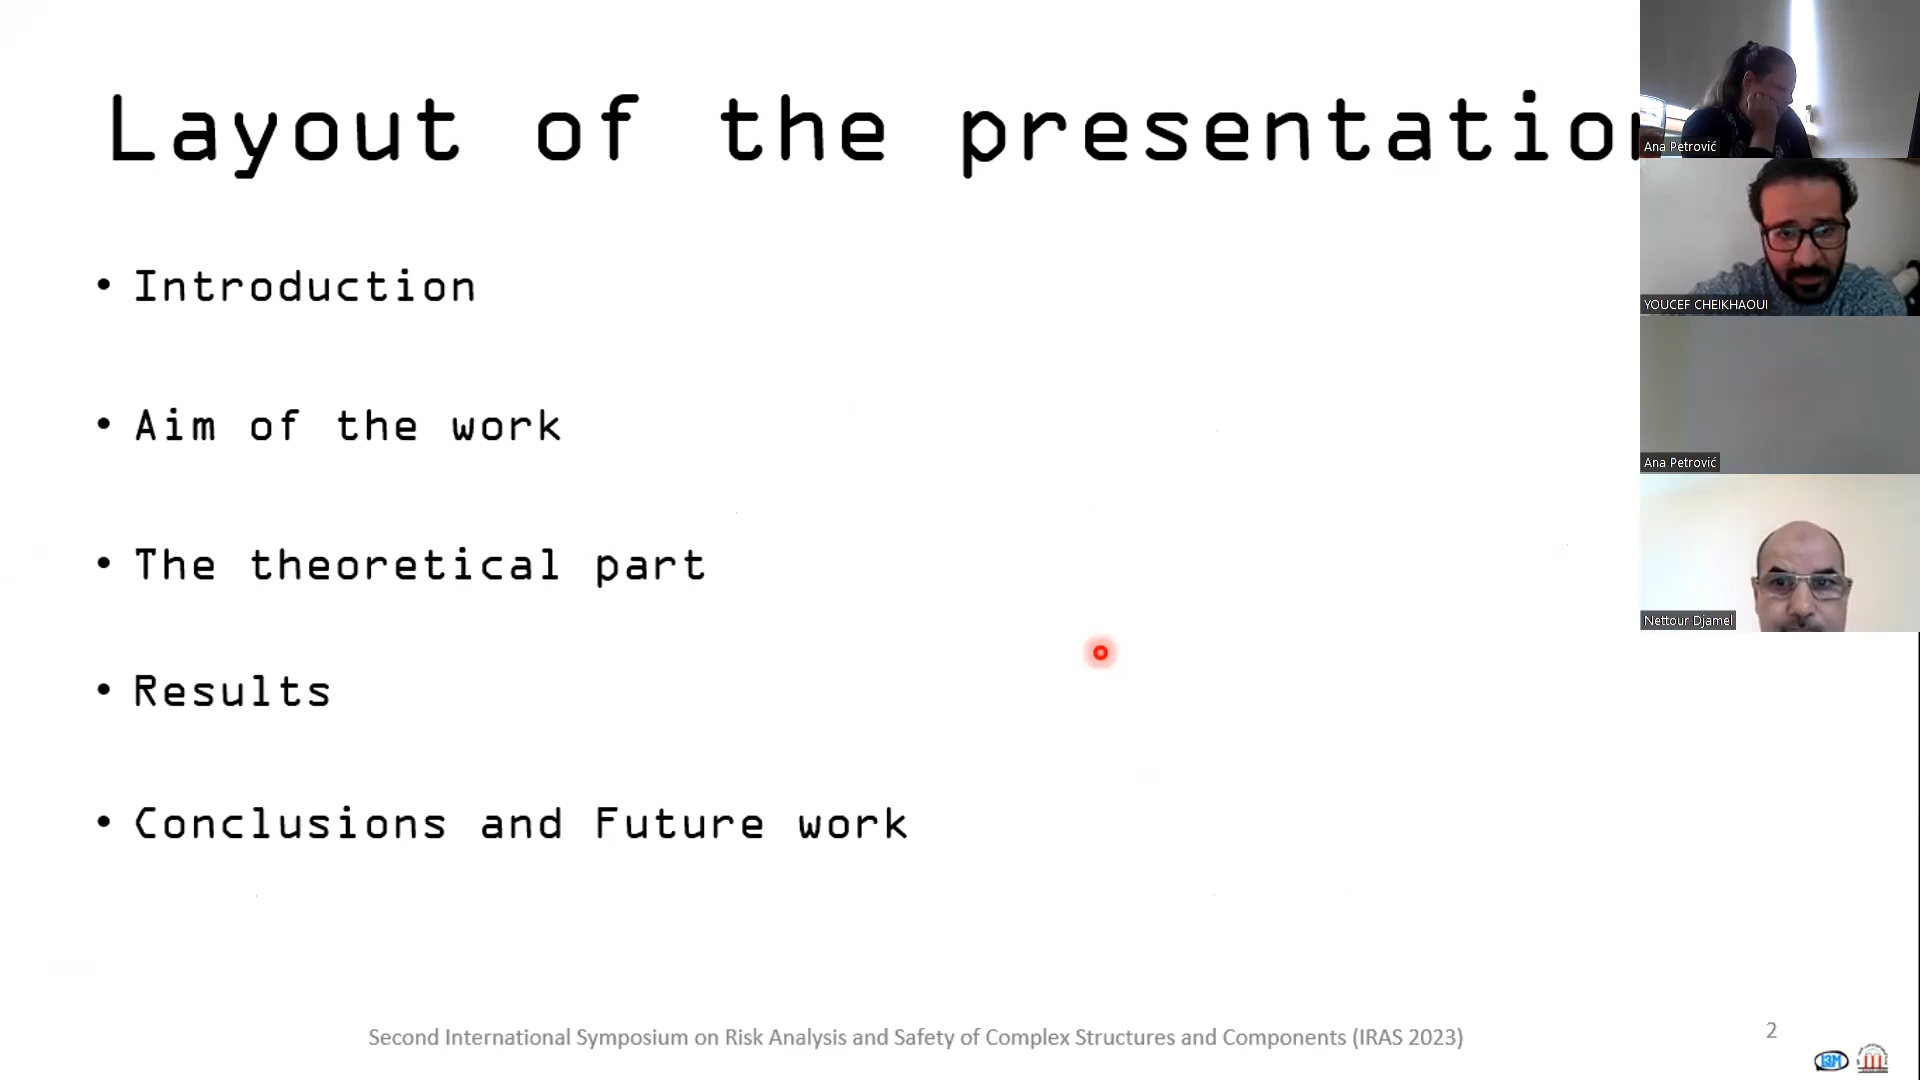 Layout of the presentation
• Introduction
• Aim of the work
• The theoretical part
• Results
• Conclusions and Future work
Ana Petrović
YOUCEF CHEIKHAOUI
Ana Petrović
Nettour Djamel
Second International Symposium on Risk Analysis and Safety of Complex Structures and Components (IRAS 2023)
2